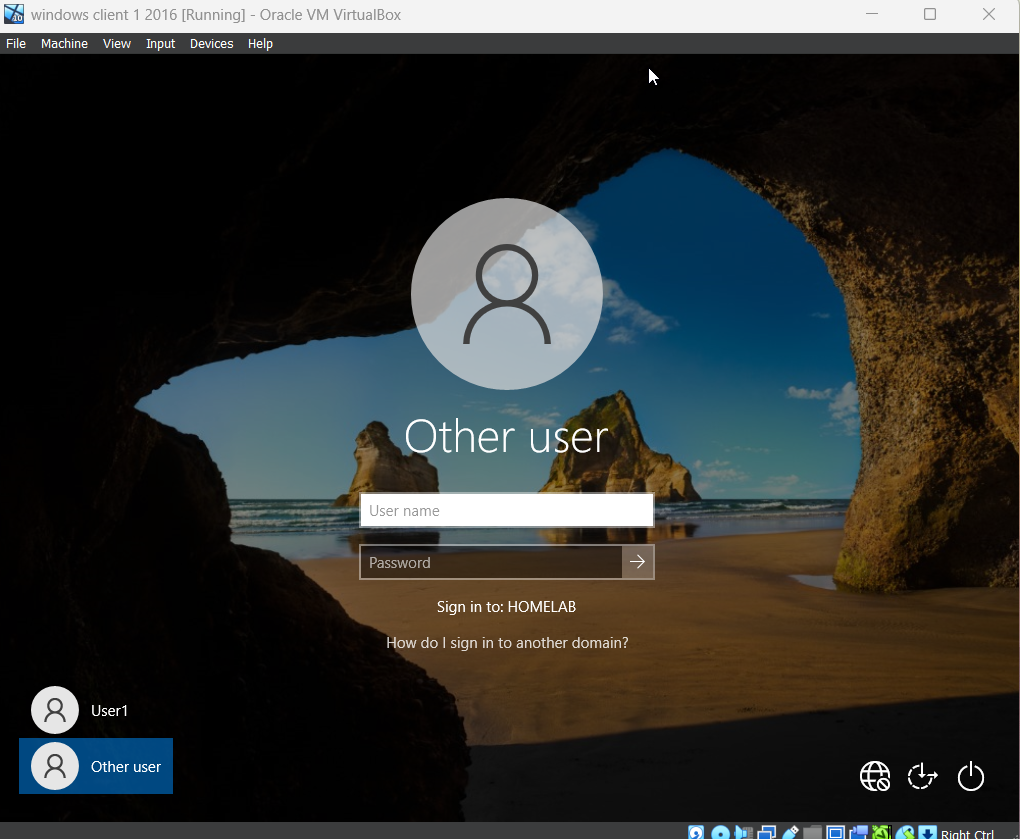 windows client 1 2016 [Running] - Oracle VM VirtualBox
File Machine View Input Devices Help
Other user
User name
Password
Sign in to: HOMELAB
How do I sign in to another domain?
User1
Other user
Right Ctrl